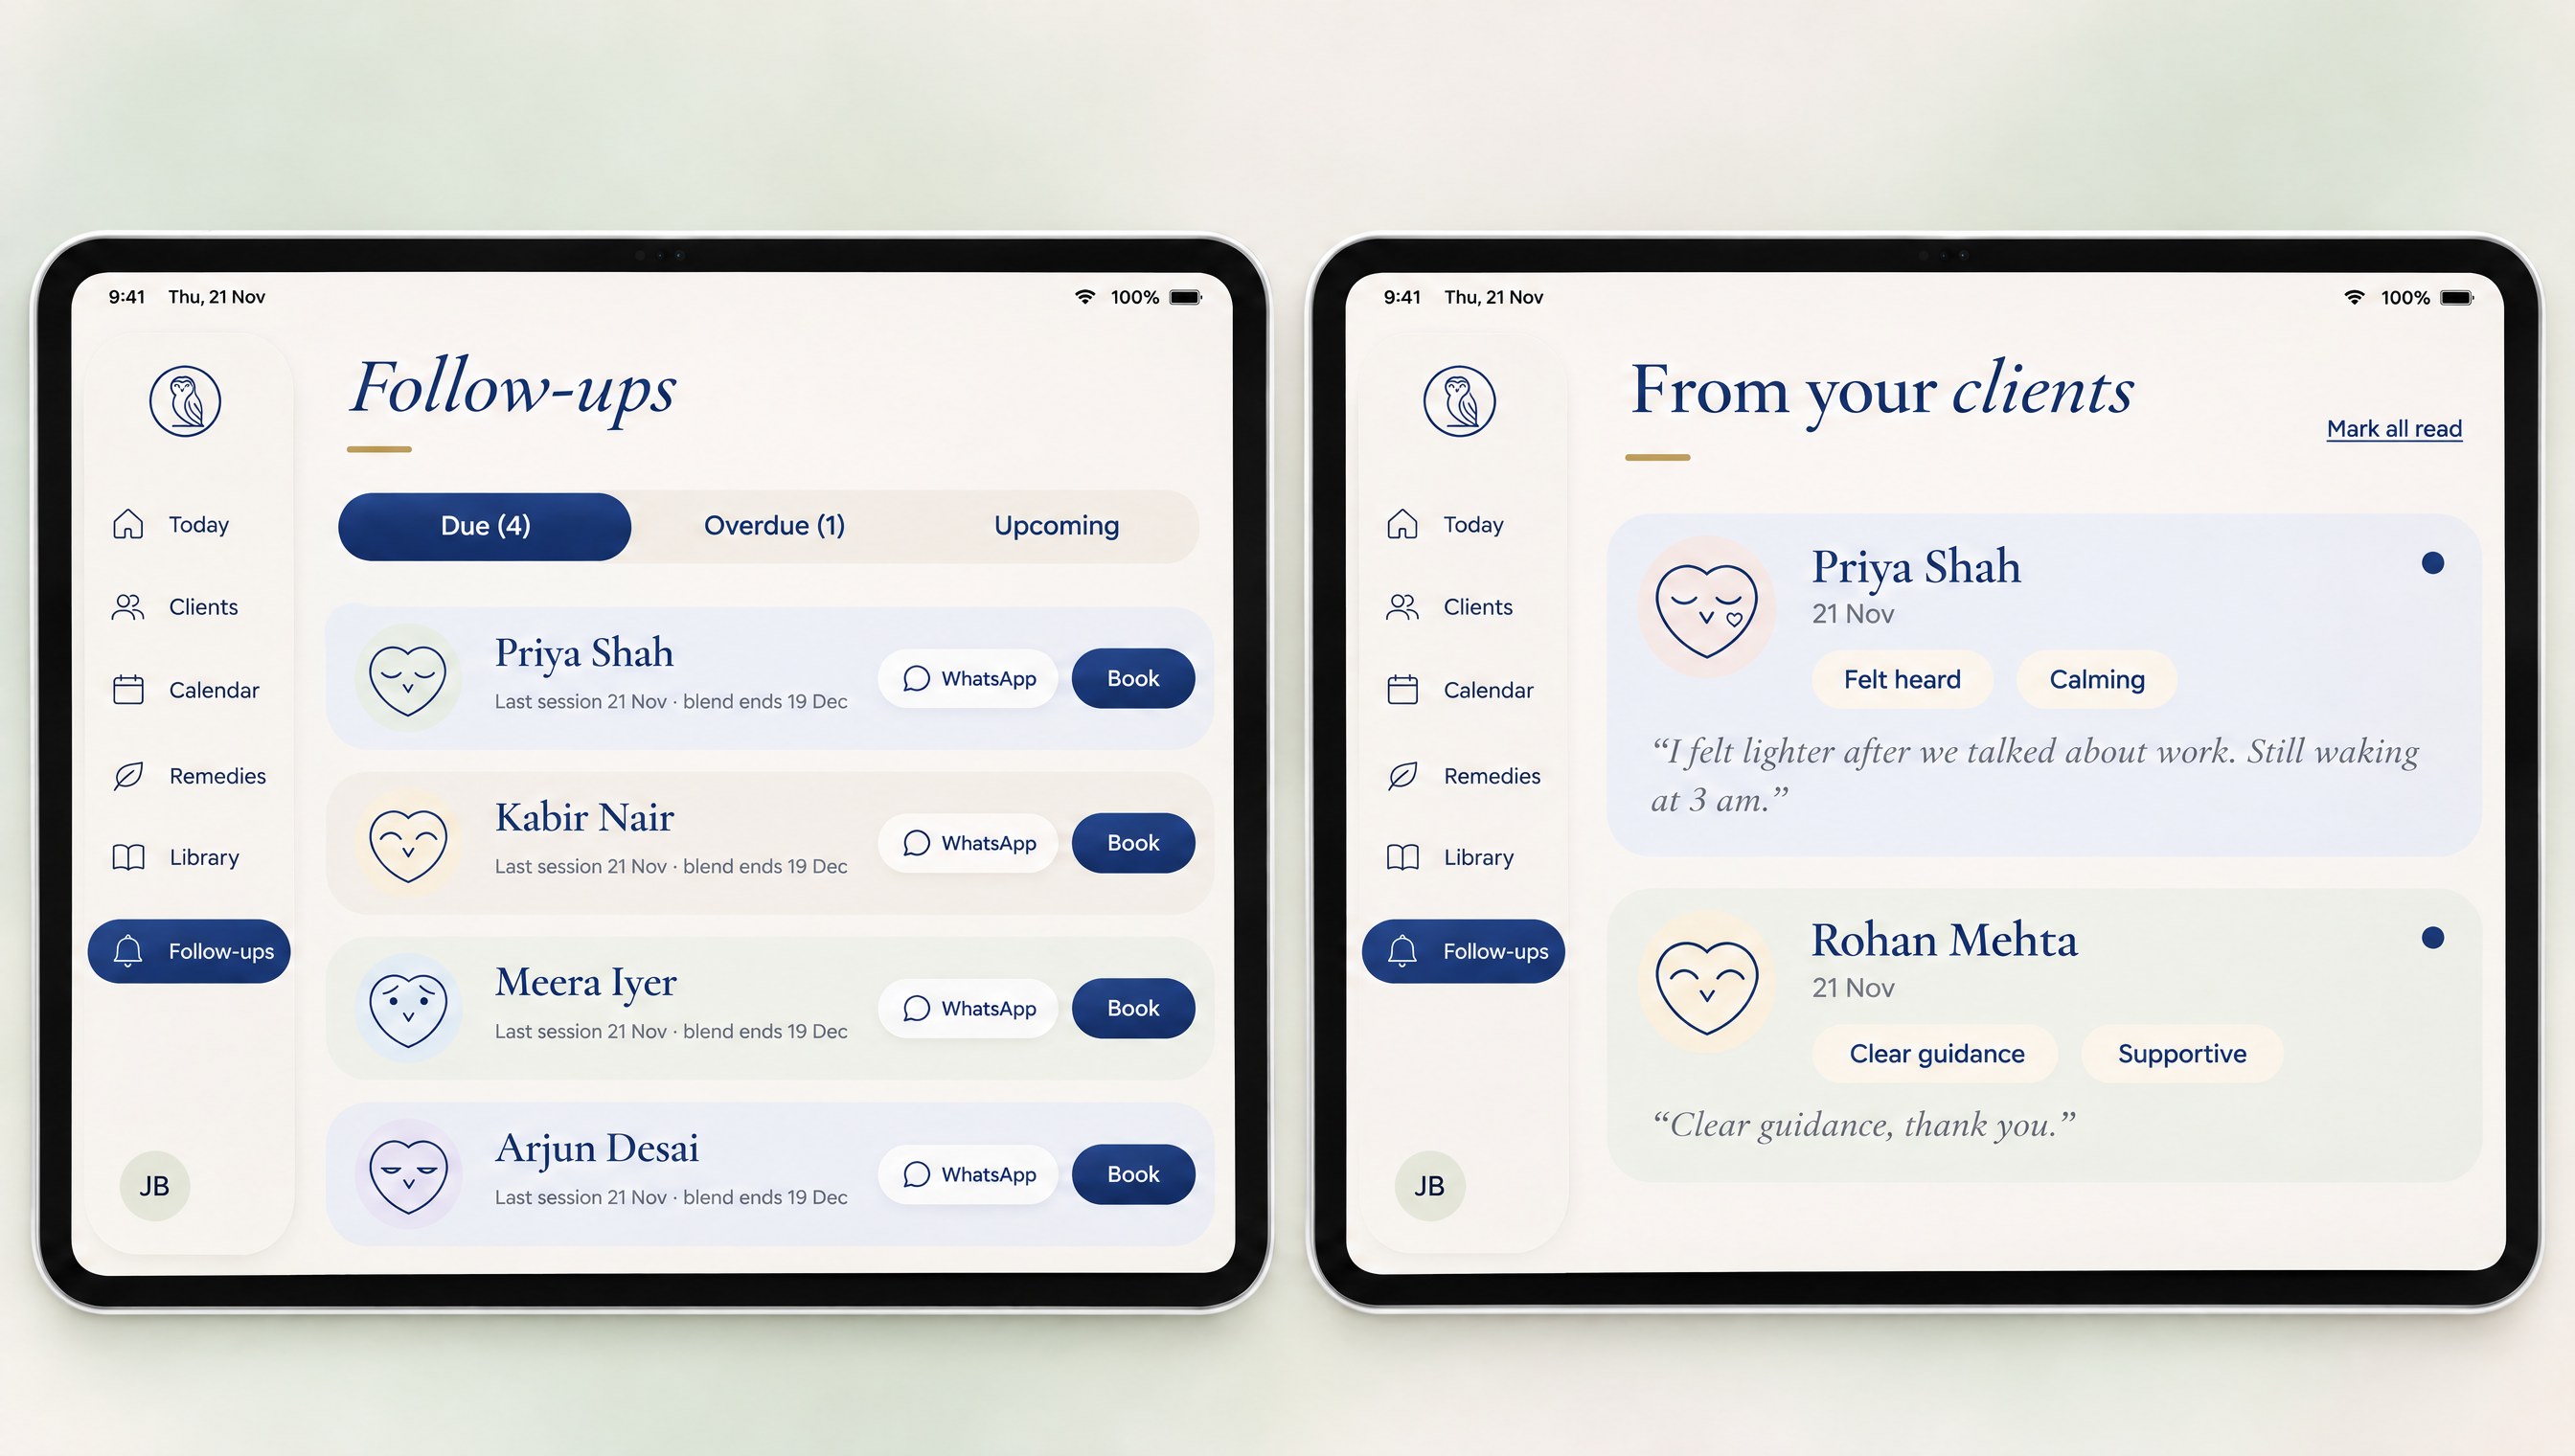 9:41 Thu, 21 Nov 100%
Follow-ups
Today
Clients
Calendar
Remedies
Library
Follow-ups
JB
Due (4) Overdue (1) Upcoming
Priya Shah
Last session 21 Nov · blend ends 19 Dec
WhatsApp Book
Kabir Nair
Last session 21 Nov · blend ends 19 Dec
WhatsApp Book
Meera Iyer
Last session 21 Nov · blend ends 19 Dec
WhatsApp Book
Arjun Desai
Last session 21 Nov · blend ends 19 Dec
WhatsApp Book
9:41 Thu, 21 Nov 100%
From your clients
Mark all read
Today
Clients
Calendar
Remedies
Library
Follow-ups
JB
Priya Shah
21 Nov
Felt heard Calming
“I felt lighter after we talked about work. Still waking
at 3 am.”
Rohan Mehta
21 Nov
Clear guidance Supportive
“Clear guidance, thank you.”